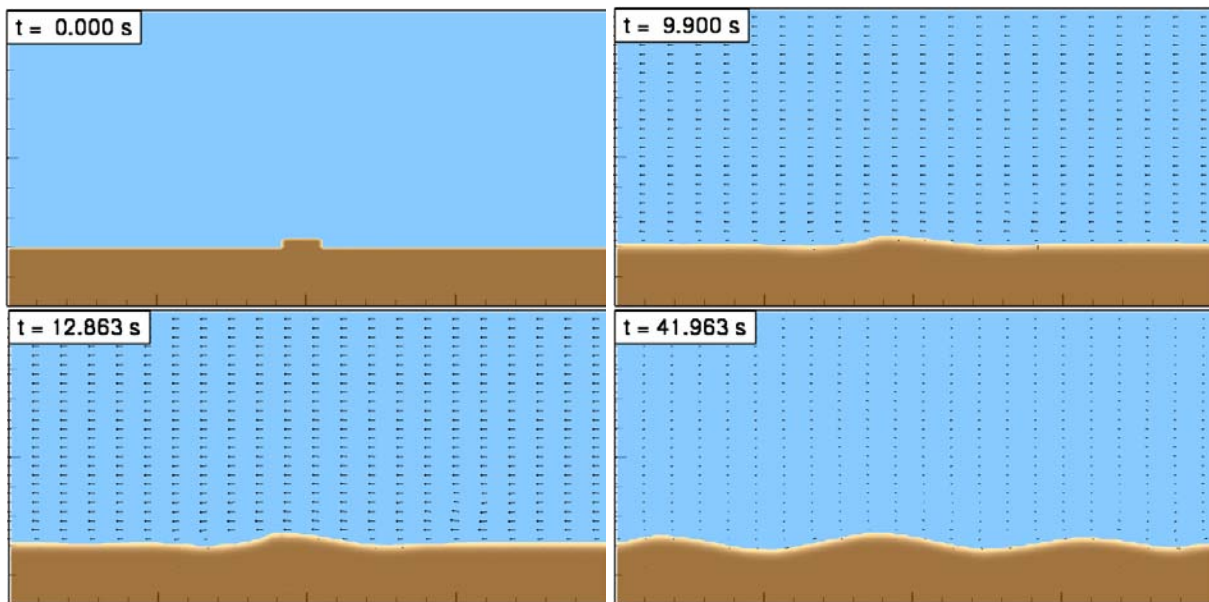 t = 0.000 s
t = 9.900 s
t = 12.863 s
t = 41.963 s